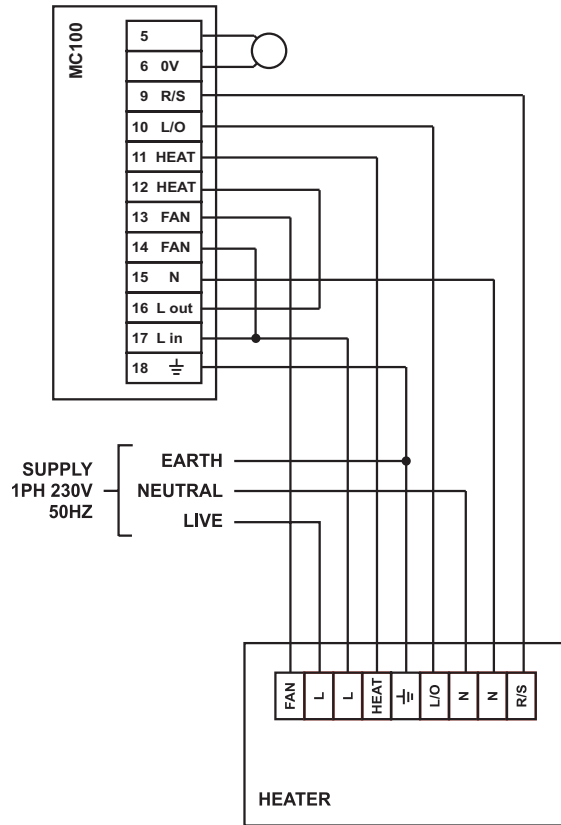 MC100
5
6 0V
9 R/S
10 L/O
11 HEAT
12 HEAT
13 FAN
14 FAN
15 N
16 L out
17 L in
18
SUPPLY
1PH 230V
50HZ
EARTH
NEUTRAL
LIVE
FAN
L
L
HEAT
L/O
N
N
R/S
HEATER